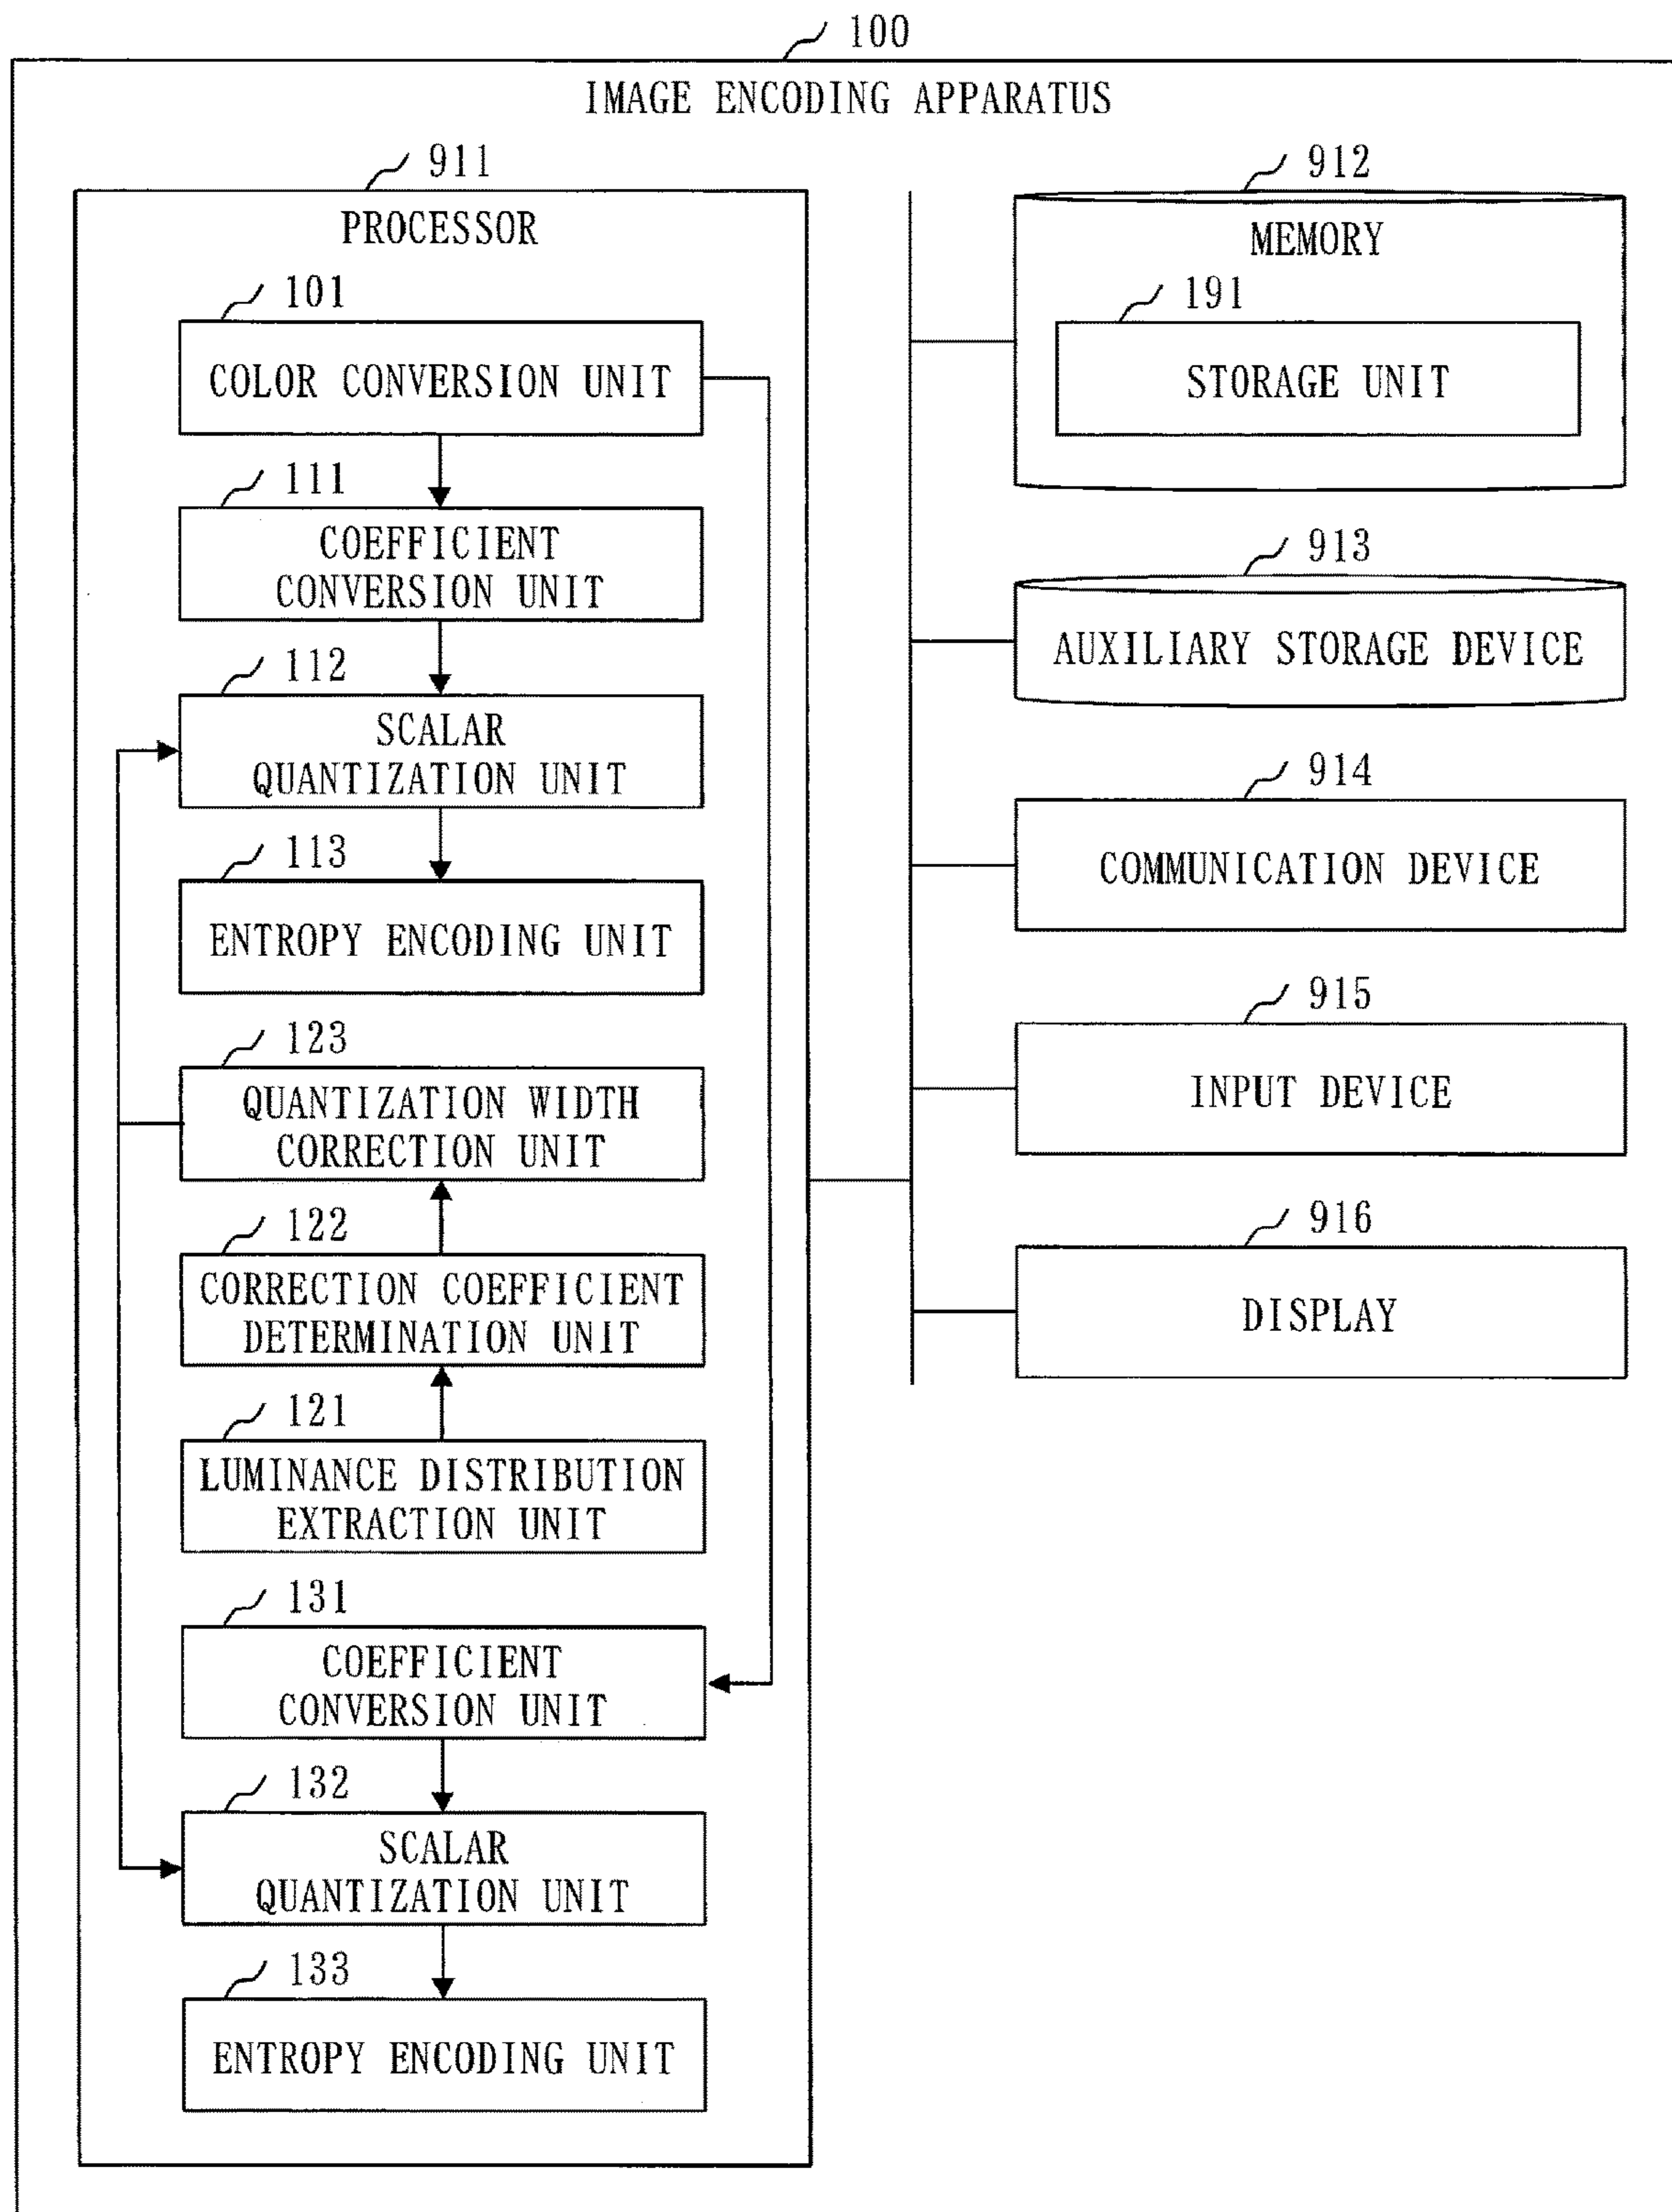 100
IMAGE ENCODING APPARATUS
911
PROCESSOR
101
COLOR CONVERSION UNIT
111
COEFFICIENT
CONVERSION UNIT
112
SCALAR
QUANTIZATION UNIT
113
ENTROPY ENCODING UNIT
123
QUANTIZATION WIDTH
CORRECTION UNIT
122
CORRECTION COEFFICIENT
DETERMINATION UNIT
121
LUMINANCE DISTRIBUTION
EXTRACTION UNIT
131
COEFFICIENT
CONVERSION UNIT
132
SCALAR
QUANTIZATION UNIT
133
ENTROPY ENCODING UNIT
912
MEMORY
191
STORAGE UNIT
913
AUXILIARY STORAGE DEVICE
914
COMMUNICATION DEVICE
915
INPUT DEVICE
916
DISPLAY